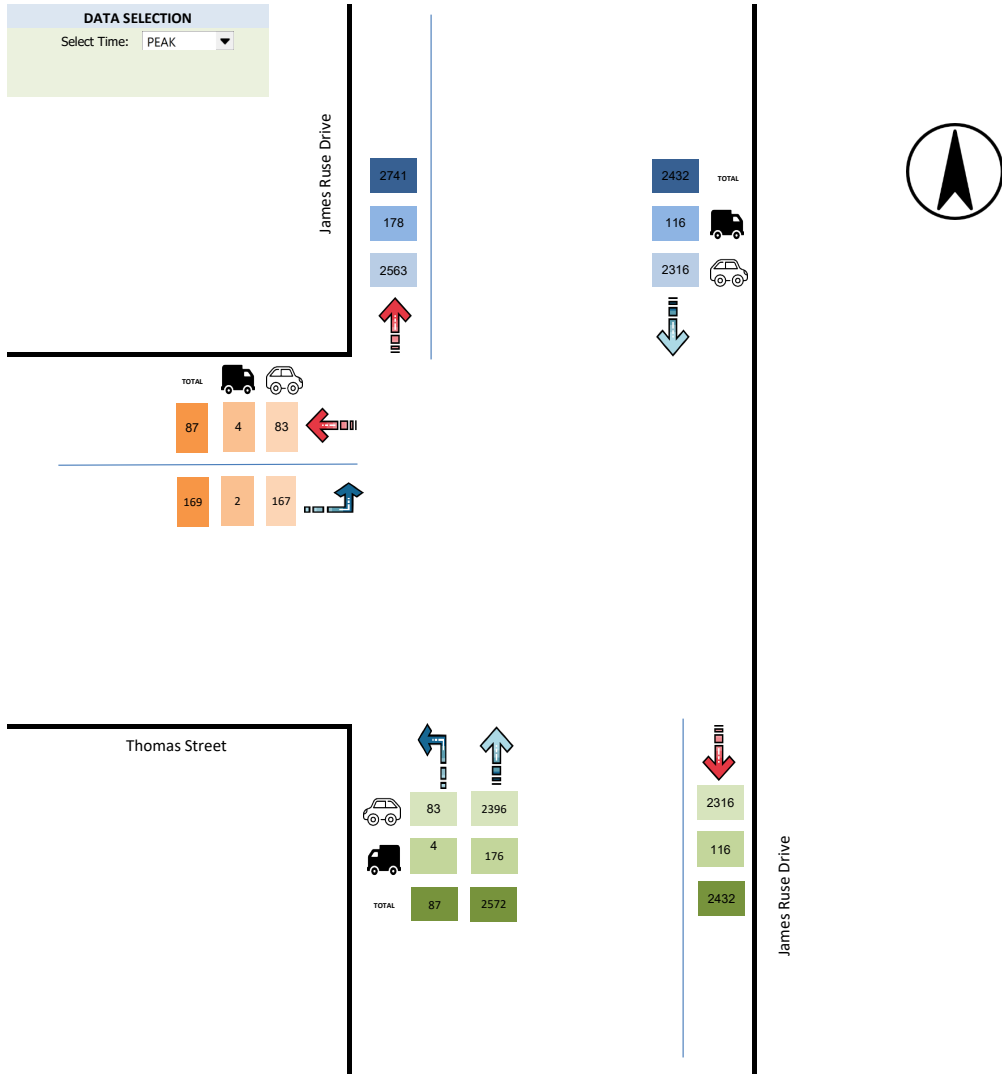 DATA SELECTION
Select Time: PEAK
James Ruse Drive
2741
178
2563
2432 TOTAL
116
2316
TOTAL
87 4 83
169 2 167
Thomas Street
83 2396
4 176
TOTAL 87 2572
2316
116
2432
James Ruse Drive